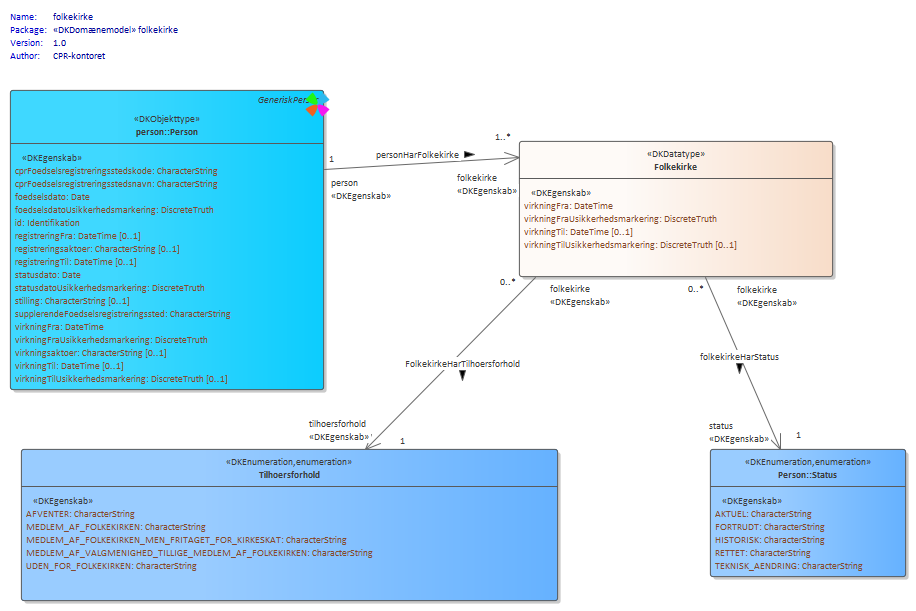 Name: folkekirke
Package: «DKDomænemodel» folkekirke
Version: 1.0
Author: CPR-kontoret
GeneriskPer
«DKObjekttype»
person::Person
«DKEgenskab»
cprFoedselsregistreringsstedskode: CharacterString
cprFoedselsregistreringsstedsnavn: CharacterString
foedselsdato: Date
foedselsdatoUsikkerhedsmarkering: DiscreteTruth
id: Identifikation
registreringFra: DateTime [0..1]
registreringsaktoer: CharacterString [0..1]
registreringTil: DateTime [0..1]
statusdato: Date
statusdatoUsikkerhedsmarkering: DiscreteTruth
stilling: CharacterString [0..1]
supplerendeFoedselsregistreringssted: CharacterString
virkningFra: DateTime
virkningFraUsikkerhedsmarkering: DiscreteTruth
virkningsaktoer: CharacterString [0..1]
virkningTil: DateTime [0..1]
virkningTilUsikkerhedsmarkering: DiscreteTruth [0..1]
1
person
«DKEgenskab»
personHarFolkekirke
1..*
folkekirke
«DKEgenskab»
«DKDatatype»
Folkekirke
«DKEgenskab»
virkningFra: DateTime
virkningFraUsikkerhedsmarkering: DiscreteTruth
virkningTil: DateTime [0..1]
virkningTilUsikkerhedsmarkering: DiscreteTruth [0..1]
0..*
folkekirke
«DKEgenskab»
0..*
folkekirke
«DKEgenskab»
FolkekirkeHarTilhoersforhold
folkekirkeHarStatus
tilhoersforhold
«DKEgenskab»
1
status
«DKEgenskab»
1
«DKEnumeration,enumeration»
Tilhoersforhold
«DKEgenskab»
AFVENTER: CharacterString
MEDLEM_AF_FOLKEKIRKEN: CharacterString
MEDLEM_AF_FOLKEKIRKEN_MEN_FRITAGET_FOR_KIRKESKAT: CharacterString
MEDLEM_AF_VALGMENIGHED_TILLIGE_MEDLEM_AF_FOLKEKIRKEN: CharacterString
UDEN_FOR_FOLKEKIRKEN: CharacterString
«DKEnumeration,enumeration»
Person::Status
«DKEgenskab»
AKTUEL: CharacterString
FORTRUDT: CharacterString
HISTORISK: CharacterString
RETTET: CharacterString
TEKNISK_AENDRING: CharacterString